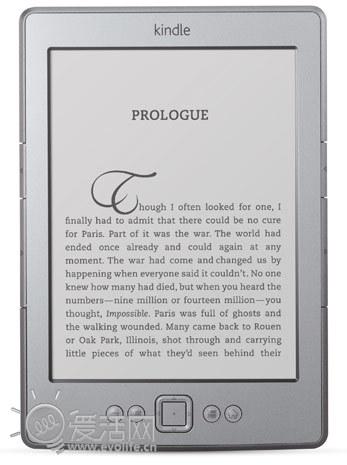 kindle
PROLOGUE
Though I often looked for one, I
finally had to admit that there could be no cure
for Paris. Part of it was the war. The world had
ended once already and could again at any
moment. The war had come and changed us by
happening when everyone said it couldn't. No one
knew how many had died, but when you heard the
numbers—nine million or fourteen million—you
thought, Impossible. Paris was full of ghosts and
the walking wounded. Many came back to Rouen
or Oak Park, Illinois, shot through and carrying
little pieces of what they'd seen behind their
爱活网
www.evolife.cn